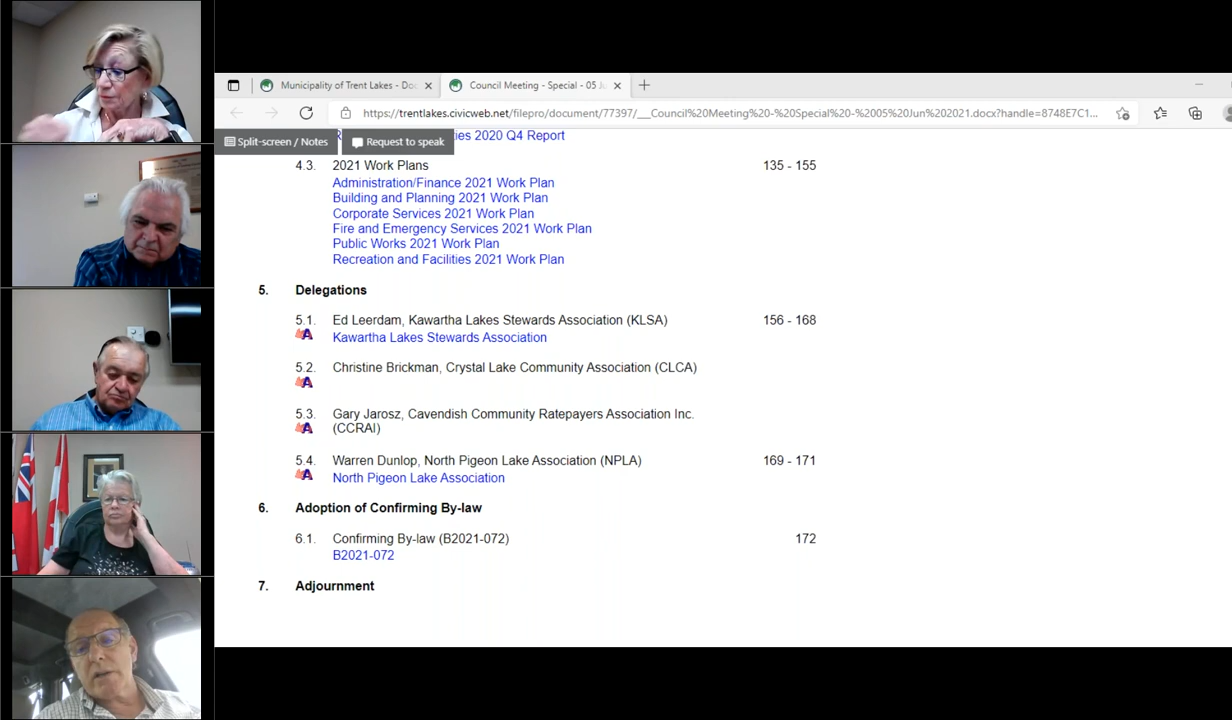 Municipality of Trent Lakes - Doc
Council Meeting - Special - 05 Ju
https://trentlakes.civicweb.net/filepro/document/77397/___Council%20Meeting%20-%20Special%20-%2005%20Jun%202021.docx?handle=8748E7C1...
Split-screen / Notes
Request to speak
ties 2020 Q4 Report
4.3. 2021 Work Plans 135 - 155
Administration/Finance 2021 Work Plan
Building and Planning 2021 Work Plan
Corporate Services 2021 Work Plan
Fire and Emergency Services 2021 Work Plan
Public Works 2021 Work Plan
Recreation and Facilities 2021 Work Plan
5. Delegations
5.1. Ed Leerdam, Kawartha Lakes Stewards Association (KLSA) 156 - 168
Kawartha Lakes Stewards Association
5.2. Christine Brickman, Crystal Lake Community Association (CLCA)
5.3. Gary Jarosz, Cavendish Community Ratepayers Association Inc.
(CCRAI)
5.4. Warren Dunlop, North Pigeon Lake Association (NPLA) 169 - 171
North Pigeon Lake Association
6. Adoption of Confirming By-law
6.1. Confirming By-law (B2021-072) 172
B2021-072
7. Adjournment